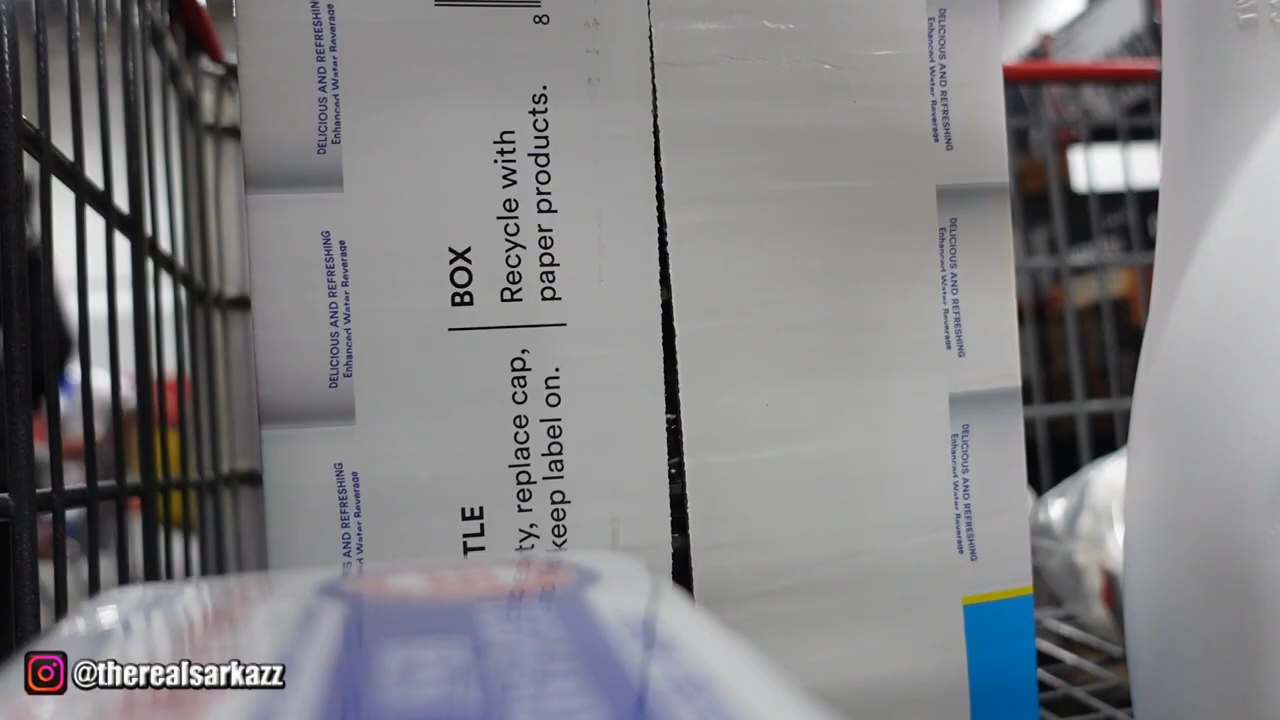 DELICIOUS AND REFRESHING
Enhanced Water Beverage
DELICIOUS AND REFRESHING
Enhanced Water Beverage
S AND REFRESHING
d Water Beverage
8
BOX
Recycle with
paper products.
TLE
ty, replace cap,
keep label on.
DELICIOUS AND REFRESHING
Enhanced Water Beverage
DELICIOUS AND REFRESHING
Enhanced Water Beverage
DELICIOUS AND REFRESHING
Enhanced Water Beverage
@therealsarkazz